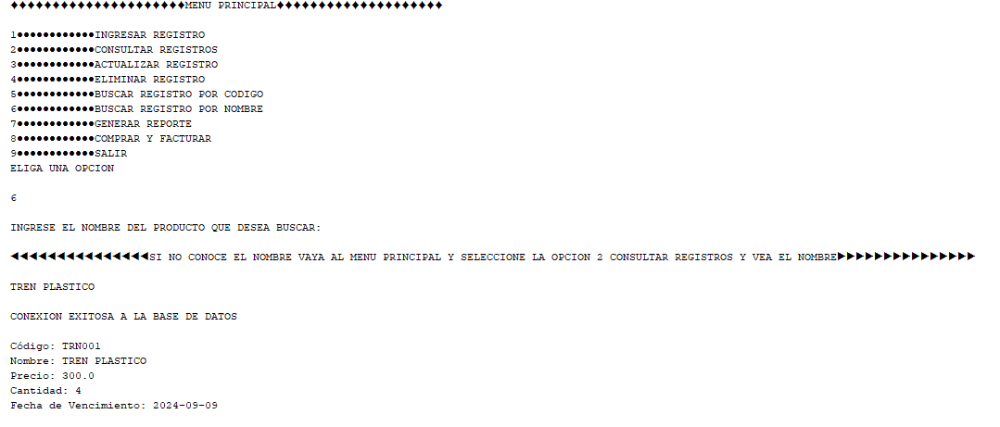 ♦♦♦♦♦♦♦♦♦♦♦♦♦♦♦♦♦♦♦♦♦MENU PRINCIPAL♦♦♦♦♦♦♦♦♦♦♦♦♦♦♦♦♦♦♦♦
1●●●●●●●●●●●●INGRESAR REGISTRO
2●●●●●●●●●●●●CONSULTAR REGISTROS
3●●●●●●●●●●●●ACTUALIZAR REGISTRO
4●●●●●●●●●●●●ELIMINAR REGISTRO
5●●●●●●●●●●●●BUSCAR REGISTRO POR CODIGO
6●●●●●●●●●●●●BUSCAR REGISTRO POR NOMBRE
7●●●●●●●●●●●●GENERAR REPORTE
8●●●●●●●●●●●●COMPRAR Y FACTURAR
9●●●●●●●●●●●●SALIR
ELIGA UNA OPCION
6
INGRESE EL NOMBRE DEL PRODUCTO QUE DESEA BUSCAR:
◄◄◄◄◄◄◄◄◄◄◄◄◄◄◄SI NO CONOCE EL NOMBRE VAYA AL MENU PRINCIPAL Y SELECCIONE LA OPCION 2 CONSULTAR REGISTROS Y VEA EL NOMBRE►►►►►►►►►►►►►►►
TREN PLASTICO
CONEXION EXITOSA A LA BASE DE DATOS
Código: TRN001
Nombre: TREN PLASTICO
Precio: 300.0
Cantidad: 4
Fecha de Vencimiento: 2024-09-09